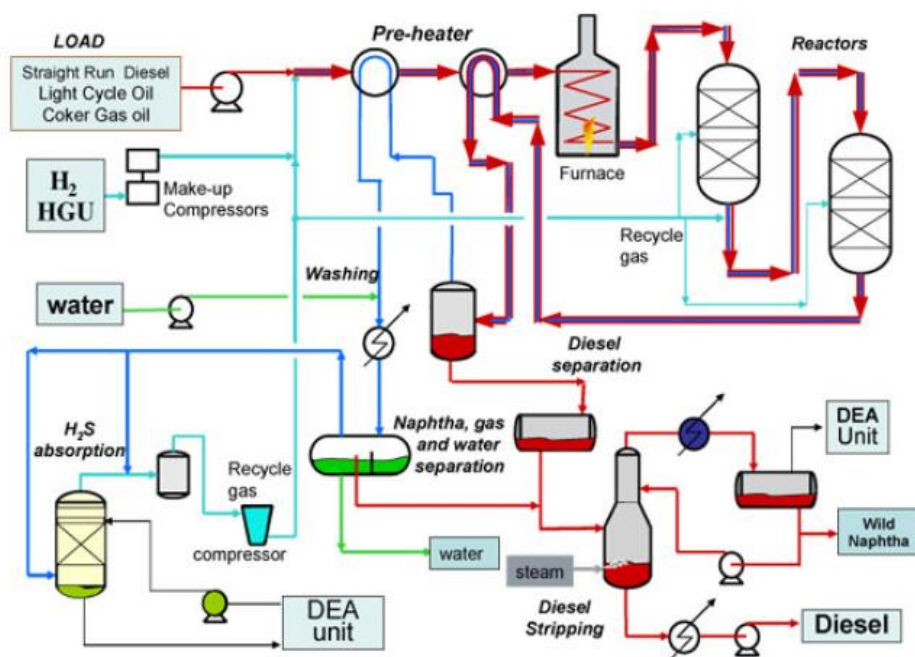 LOAD
Straight Run Diesel
Light Cycle Oil
Coker Gas oil
Pre-heater
Furnace
Reactors
H₂
HGU
Make-up
Compressors
Recycle
gas
Washing
water
Diesel
separation
H₂S
absorption
Recycle
gas
compressor
Naphtha, gas
and water
separation
DEA
Unit
Wild
Naphtha
water
steam
DEA
unit
Diesel
Stripping
Diesel